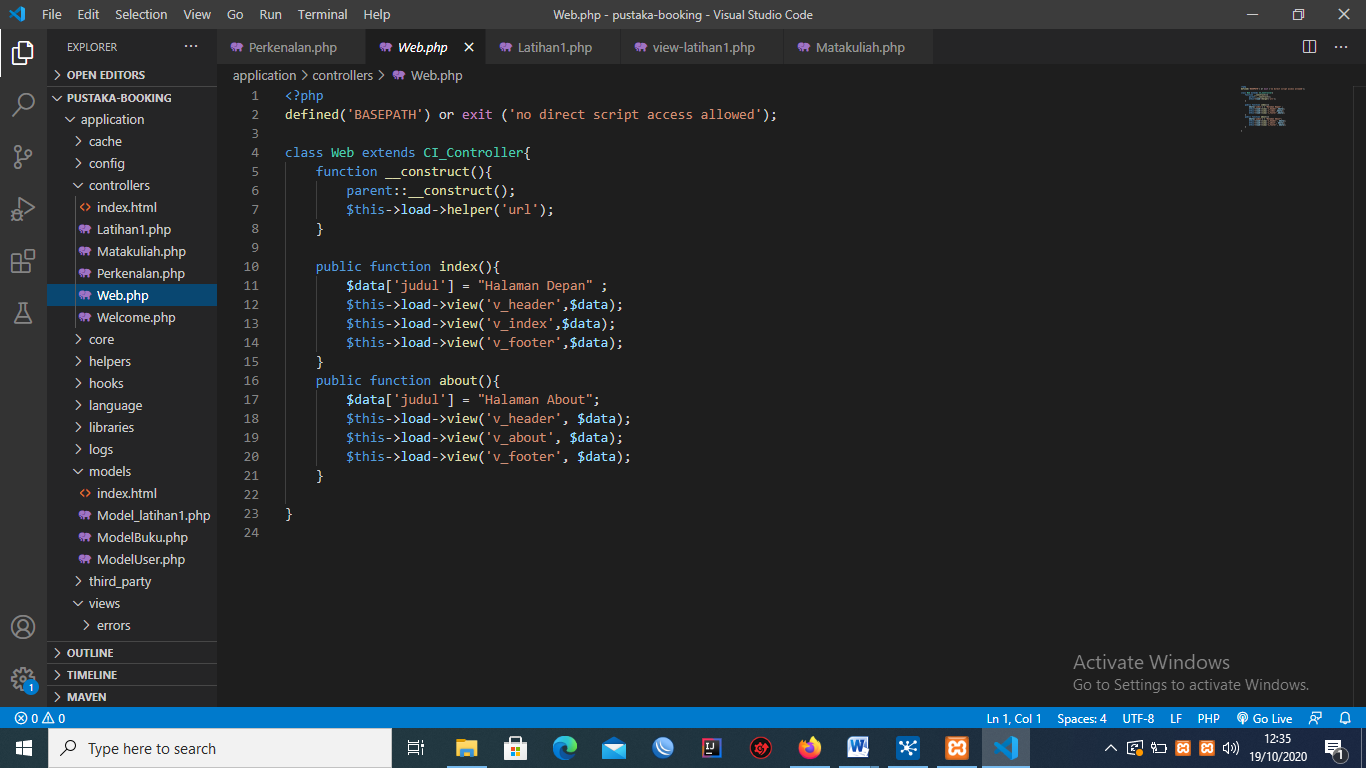 File Edit Selection View Go Run Terminal Help
Web.php - pustaka-booking - Visual Studio Code
EXPLORER
OPEN EDITORS
PUSTAKA-BOOKING
application
cache
config
controllers
index.html
Latihan1.php
Matakuliah.php
Perkenalan.php
Web.php
Welcome.php
core
helpers
hooks
language
libraries
logs
models
index.html
Model_latihan1.php
ModelBuku.php
ModelUser.php
third_party
views
errors
OUTLINE
TIMELINE
MAVEN
Perkenalan.php Web.php Latihan1.php view-latihan1.php Matakuliah.php
application > controllers > Web.php
1 <?php
2 defined('BASEPATH') or exit ('no direct script access allowed');
3
4 class Web extends CI_Controller{
5 function __construct(){
6 parent::__construct();
7 $this->load->helper('url');
8 }
9
10 public function index(){
11 $data['judul'] = "Halaman Depan" ;
12 $this->load->view('v_header',$data);
13 $this->load->view('v_index',$data);
14 $this->load->view('v_footer',$data);
15 }
16 public function about(){
17 $data['judul'] = "Halaman About";
18 $this->load->view('v_header', $data);
19 $this->load->view('v_about', $data);
20 $this->load->view('v_footer', $data);
21 }
22
23 }
24
Activate Windows
Go to Settings to activate Windows.
1
0 0 Ln 1, Col 1 Spaces: 4 UTF-8 LF PHP Go Live
Type here to search
12:35
19/10/2020
1